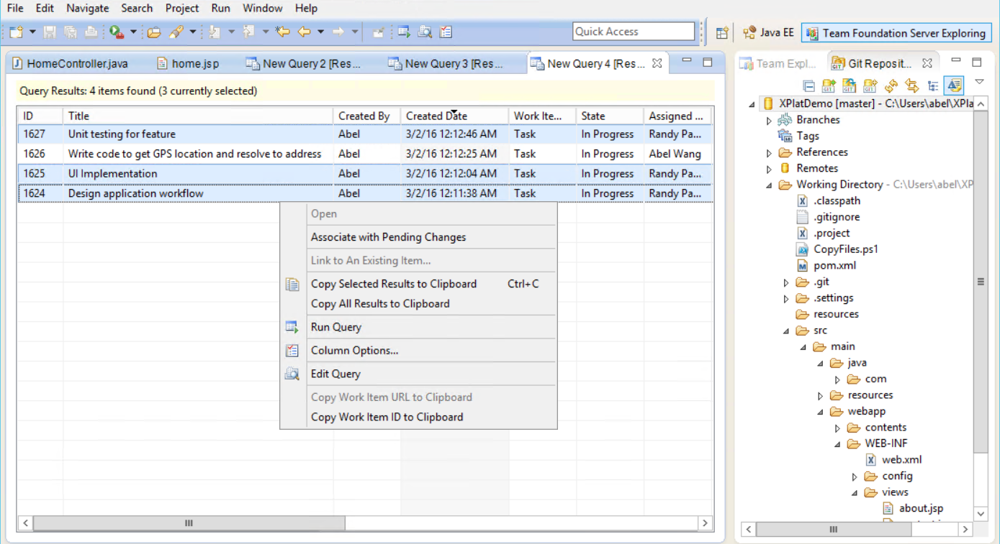 File Edit Navigate Search Project Run Window Help
Quick Access
Java EE
Team Foundation Server Exploring
HomeController.java
home.jsp
New Query 2 [Res...
New Query 3 [Res...
New Query 4 [Res...
Query Results: 4 items found (3 currently selected)
ID Title Created By Created Date Work Ite... State Assigned ...
1627 Unit testing for feature Abel 3/2/16 12:12:46 AM Task In Progress Randy Pa...
1626 Write code to get GPS location and resolve to address Abel 3/2/16 12:12:25 AM Task In Progress Abel Wang
1625 UI Implementation Abel 3/2/16 12:12:04 AM Task In Progress Randy Pa...
1624 Design application workflow Abel 3/2/16 12:11:38 AM Task In Progress Randy Pa...
Open
Associate with Pending Changes
Link to An Existing Item...
Copy Selected Results to Clipboard Ctrl+C
Copy All Results to Clipboard
Run Query
Column Options...
Edit Query
Copy Work Item URL to Clipboard
Copy Work Item ID to Clipboard
Team Expl...
Git Reposit...
XPlatDemo [master] - C:\Users\abel\XPla
Branches
Tags
References
Remotes
Working Directory - C:\Users\abel\XP
.classpath
.gitignore
.project
CopyFiles.ps1
pom.xml
.git
.settings
resources
src
main
java
com
resources
webapp
contents
WEB-INF
web.xml
config
views
about.jsp